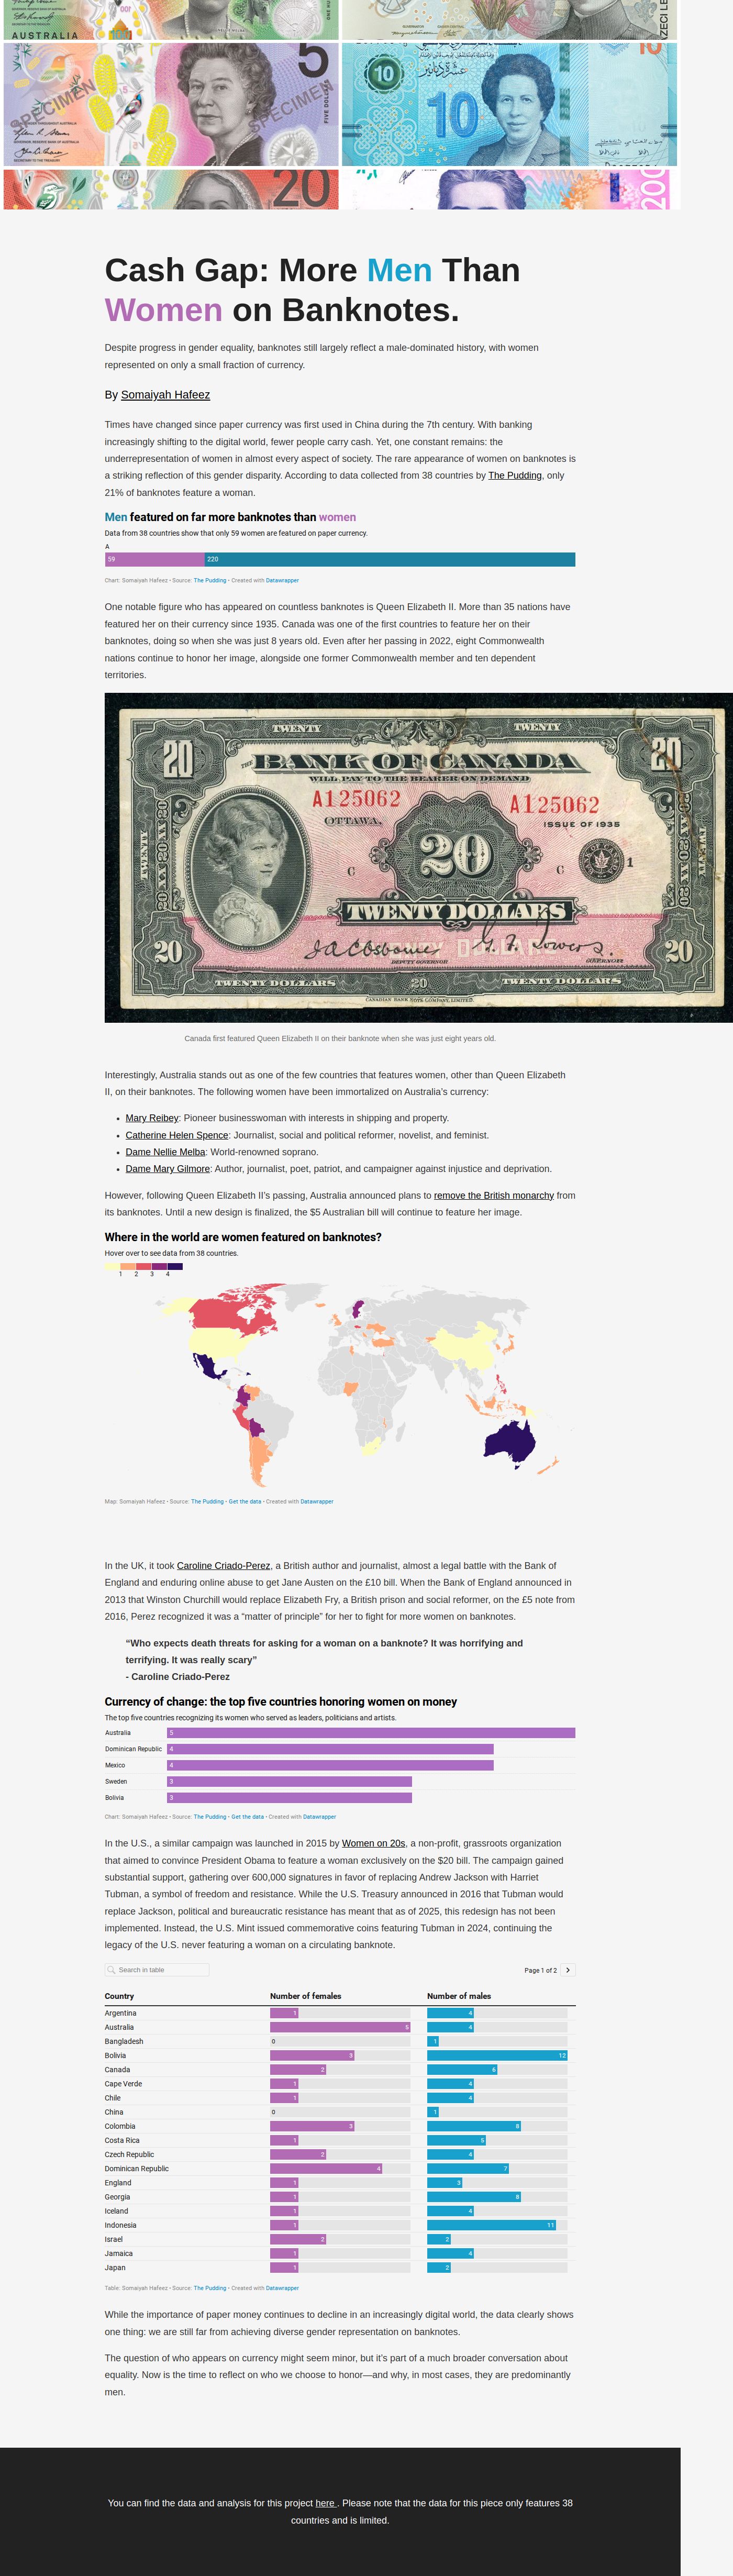 AUSTRALIA
100
5
SPECIMEN
SPECIMEN
FIVE DOLLARS
GOVERNOR, RESERVE BANK OF AUSTRALIA
SECRETARY TO THE TREASURY
10
عشرة دنانير
10
10
20
200
Cash Gap: More Men Than
Women on Banknotes.
Despite progress in gender equality, banknotes still largely reflect a male-dominated history, with women
represented on only a small fraction of currency.
By Somaiyah Hafeez
Times have changed since paper currency was first used in China during the 7th century. With banking
increasingly shifting to the digital world, fewer people carry cash. Yet, one constant remains: the
underrepresentation of women in almost every aspect of society. The rare appearance of women on banknotes is
a striking reflection of this gender disparity. According to data collected from 38 countries by The Pudding, only
21% of banknotes feature a woman.
Men featured on far more banknotes than women
Data from 38 countries show that only 59 women are featured on paper currency.
A
59 220
Chart: Somaiyah Hafeez • Source: The Pudding • Created with Datawrapper
One notable figure who has appeared on countless banknotes is Queen Elizabeth II. More than 35 nations have
featured her on their currency since 1935. Canada was one of the first countries to feature her on their
banknotes, doing so when she was just 8 years old. Even after her passing in 2022, eight Commonwealth
nations continue to honor her image, alongside one former Commonwealth member and ten dependent
territories.
TWENTY TWENTY
20 THE BANK OF CANADA 20
WILL PAY TO THE BEARER ON DEMAND
A125062 A125062
OTTAWA,
ISSUE OF 1935
C 20 C 1
TWENTY DOLLARS
DEPUTY GOVERNOR GOVERNOR
20 20
TWENTY DOLLARS 20 TWENTY DOLLARS
CANADIAN BANK NOTE COMPANY, LIMITED
Canada first featured Queen Elizabeth II on their banknote when she was just eight years old.
Interestingly, Australia stands out as one of the few countries that features women, other than Queen Elizabeth
II, on their banknotes. The following women have been immortalized on Australia's currency:
• Mary Reibey: Pioneer businesswoman with interests in shipping and property.
• Catherine Helen Spence: Journalist, social and political reformer, novelist, and feminist.
• Dame Nellie Melba: World-renowned soprano.
• Dame Mary Gilmore: Author, journalist, poet, patriot, and campaigner against injustice and deprivation.
However, following Queen Elizabeth II's passing, Australia announced plans to remove the British monarchy from
its banknotes. Until a new design is finalized, the $5 Australian bill will continue to feature her image.
Where in the world are women featured on banknotes?
Hover over to see data from 38 countries.
1 2 3 4
Map: Somaiyah Hafeez • Source: The Pudding • Get the data • Created with Datawrapper
In the UK, it took Caroline Criado-Perez, a British author and journalist, almost a legal battle with the Bank of
England and enduring online abuse to get Jane Austen on the £10 bill. When the Bank of England announced in
2013 that Winston Churchill would replace Elizabeth Fry, a British prison and social reformer, on the £5 note from
2016, Perez recognized it was a “matter of principle” for her to fight for more women on banknotes.
“Who expects death threats for asking for a woman on a banknote? It was horrifying and
terrifying. It was really scary”
- Caroline Criado-Perez
Currency of change: the top five countries honoring women on money
The top five countries recognizing its women who served as leaders, politicians and artists.
Australia 5
Dominican Republic 4
Mexico 4
Sweden 3
Bolivia 3
Chart: Somaiyah Hafeez • Source: The Pudding • Get the data • Created with Datawrapper
In the U.S., a similar campaign was launched in 2015 by Women on 20s, a non-profit, grassroots organization
that aimed to convince President Obama to feature a woman exclusively on the $20 bill. The campaign gained
substantial support, gathering over 600,000 signatures in favor of replacing Andrew Jackson with Harriet
Tubman, a symbol of freedom and resistance. While the U.S. Treasury announced in 2016 that Tubman would
replace Jackson, political and bureaucratic resistance has meant that as of 2025, this redesign has not been
implemented. Instead, the U.S. Mint issued commemorative coins featuring Tubman in 2024, continuing the
legacy of the U.S. never featuring a woman on a circulating banknote.
Search in table Page 1 of 2 >
Country Number of females Number of males
Argentina 1 4
Australia 5 4
Bangladesh 0 1
Bolivia 3 12
Canada 2 6
Cape Verde 1 4
Chile 1 4
China 0 1
Colombia 3 8
Costa Rica 1 5
Czech Republic 2 4
Dominican Republic 4 7
England 1 3
Georgia 1 8
Iceland 1 4
Indonesia 1 11
Israel 2 2
Jamaica 1 4
Japan 1 2
Table: Somaiyah Hafeez • Source: The Pudding • Created with Datawrapper
While the importance of paper money continues to decline in an increasingly digital world, the data clearly shows
one thing: we are still far from achieving diverse gender representation on banknotes.
The question of who appears on currency might seem minor, but it's part of a much broader conversation about
equality. Now is the time to reflect on who we choose to honor—and why, in most cases, they are predominantly
men.
You can find the data and analysis for this project here . Please note that the data for this piece only features 38
countries and is limited.